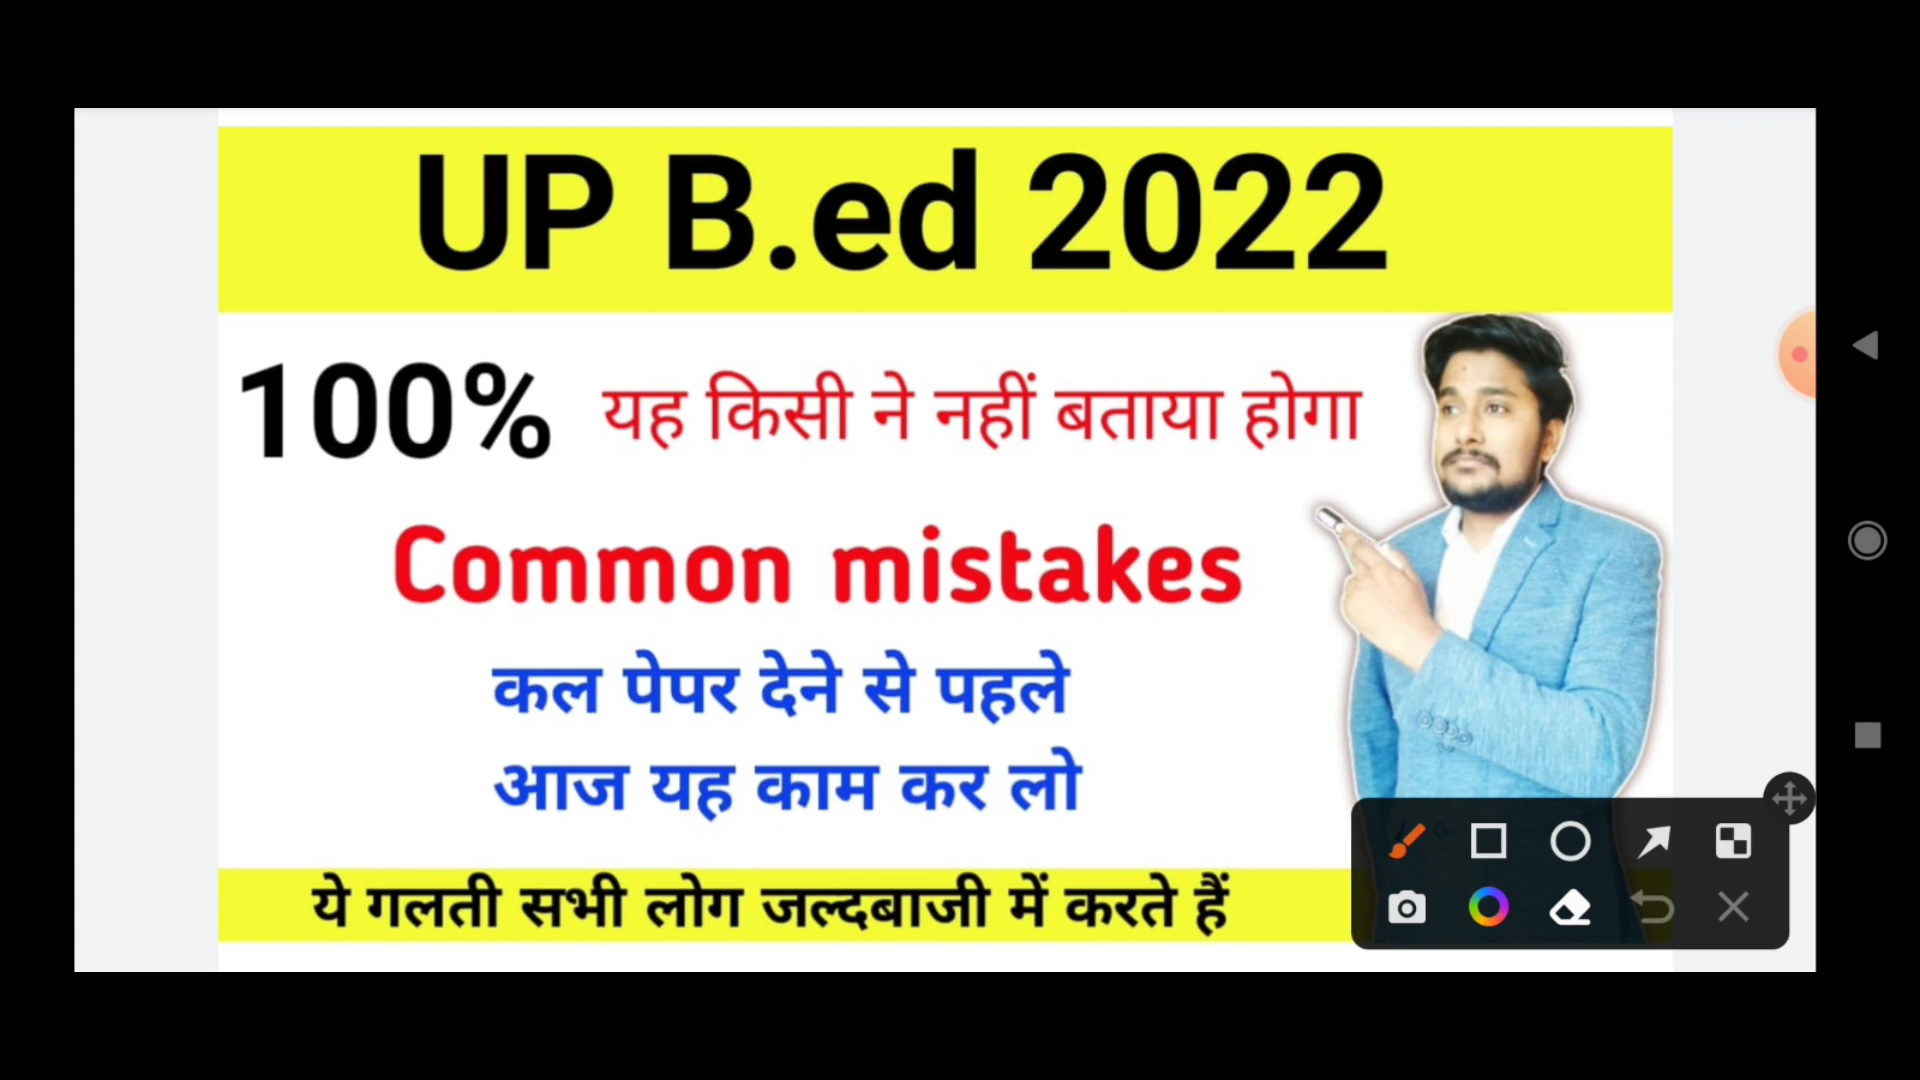 UP B.ed 2022
100% यह किसी ने नहीं बताया होगा
Common mistakes
कल पेपर देने से पहले
आज यह काम कर लो
ये गलती सभी लोग जल्दबाजी में करते हैं